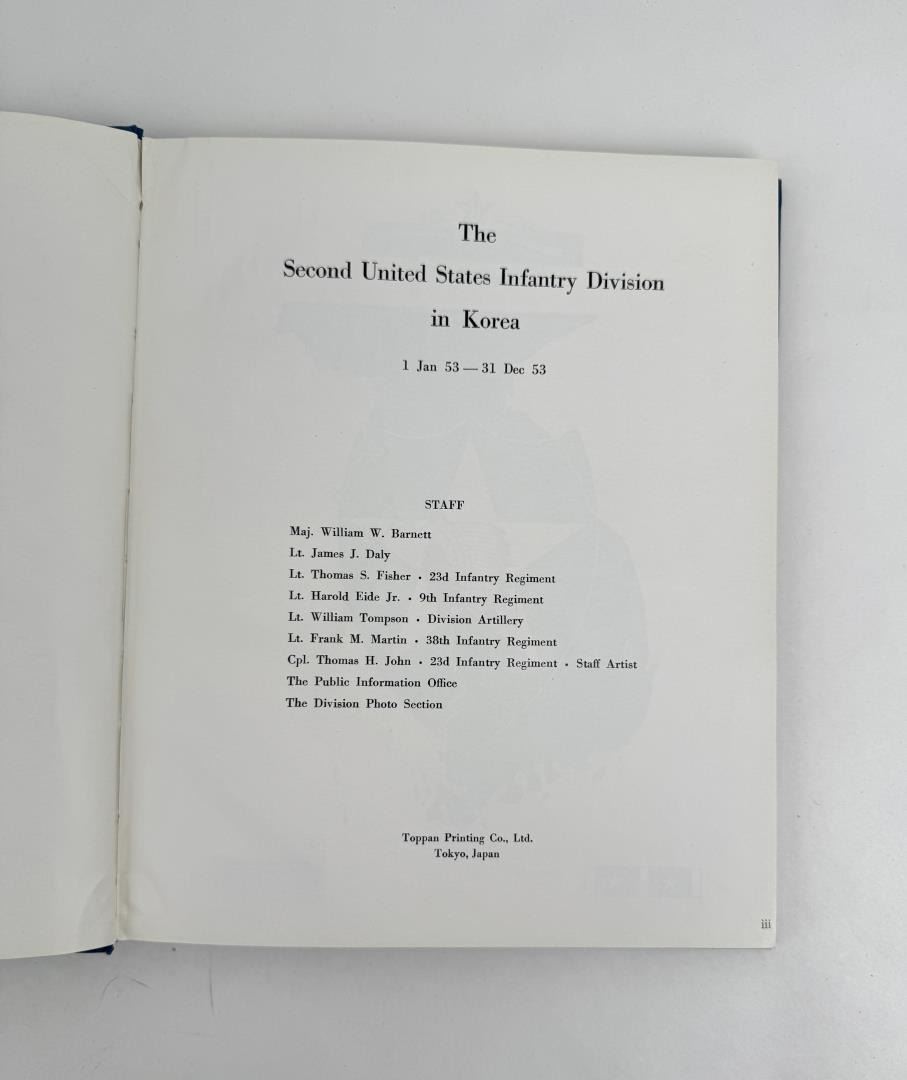 The
Second United States Infantry Division
in Korea
1 Jan 53 — 31 Dec 53
STAFF
Maj. William W. Barnett
Lt. James J. Daly
Lt. Thomas S. Fisher · 23d Infantry Regiment
Lt. Harold Eide Jr. · 9th Infantry Regiment
Lt. William Tompson · Division Artillery
Lt. Frank M. Martin · 38th Infantry Regiment
Cpl. Thomas H. John · 23d Infantry Regiment · Staff Artist
The Public Information Office
The Division Photo Section
Toppan Printing Co., Ltd.
Tokyo, Japan
iii